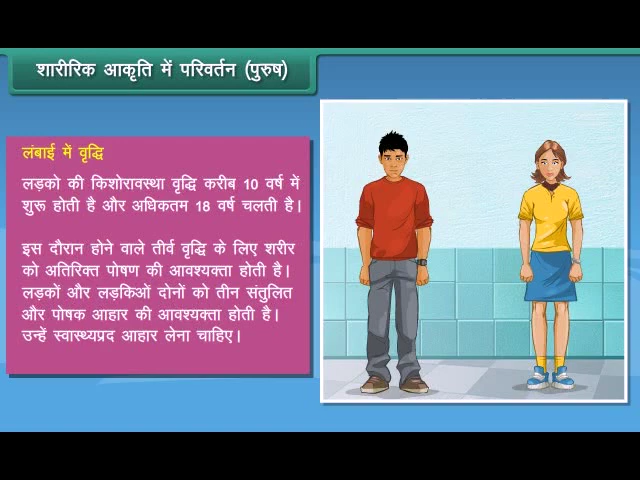 शारीरिक आकृति में परिवर्तन (पुरुष)
लंबाई में वृद्धि
लड़को की किशोरावस्था वृद्धि करीब 10 वर्ष में
शुरू होती है और अधिकतम 18 वर्ष चलती है।
इस दौरान होने वाले तीर्व वृद्धि के लिए शरीर
को अतिरिक्त पोषण की आवश्यक्ता होती है।
लड़कों और लड़किओं दोनों को तीन संतुलित
और पोषक आहार की आवश्यक्ता होती है।
उन्हें स्वास्थ्यप्रद आहार लेना चाहिए।